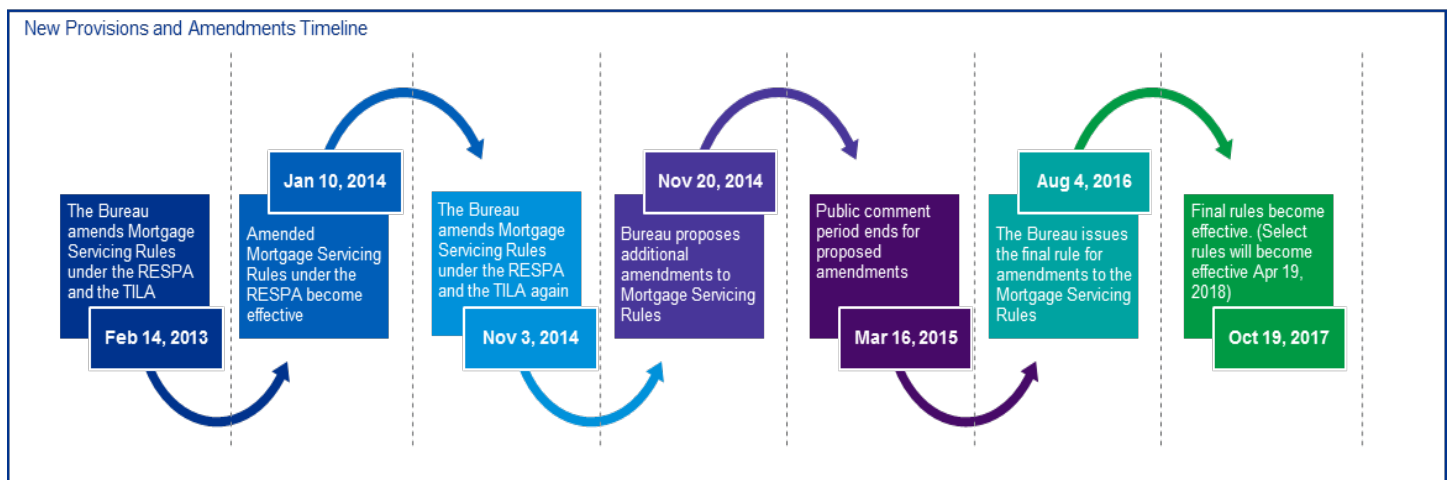 New Provisions and Amendments Timeline
The Bureau
amends Mortgage
Servicing Rules
under the RESPA
and the TILA
Feb 14, 2013
Jan 10, 2014
Amended
Mortgage Servicing
Rules under the
RESPA become
effective
The Bureau
amends Mortgage
Servicing Rules
under the RESPA
and the TILA again
Nov 3, 2014
Nov 20, 2014
Bureau proposes
additional
amendments to
Mortgage Servicing
Rules
Public comment
period ends for
proposed
amendments
Mar 16, 2015
Aug 4, 2016
The Bureau issues
the final rule for
amendments to the
Mortgage Servicing
Rules
Final rules become
effective. (Select
rules will become
effective Apr 19,
2018)
Oct 19, 2017